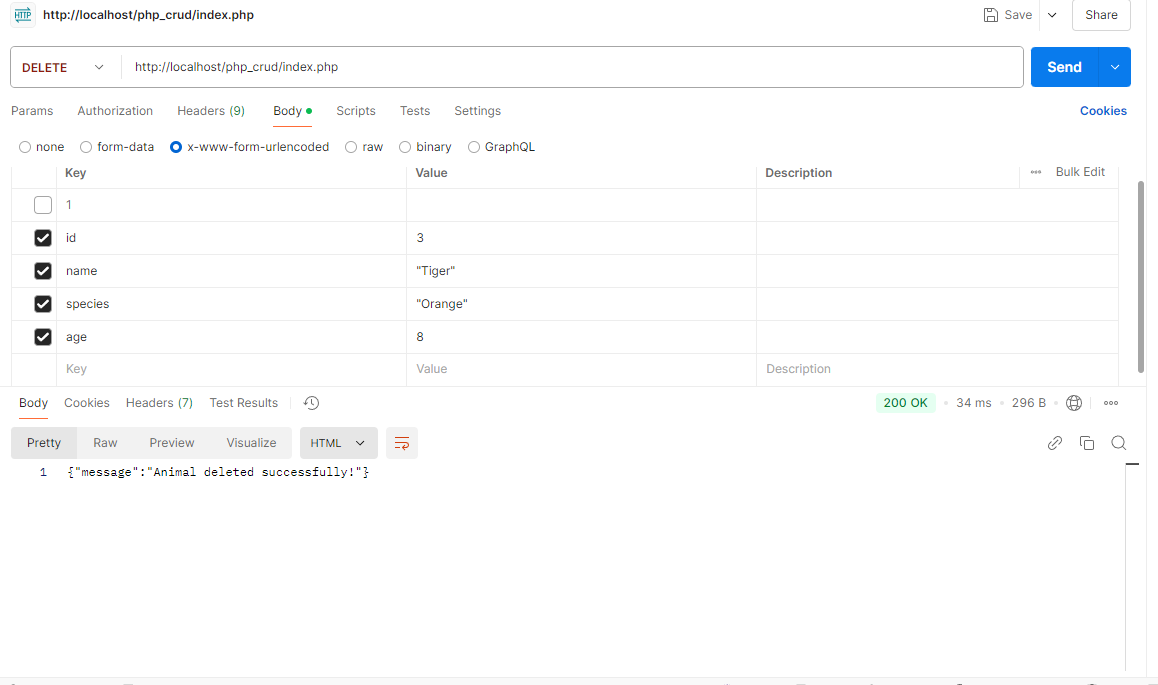 HTTP http://localhost/php_crud/index.php Save Share
DELETE http://localhost/php_crud/index.php Send
Params Authorization Headers (9) Body Scripts Tests Settings Cookies
none form-data x-www-form-urlencoded raw binary GraphQL
Key Value Description Bulk Edit
1
id 3
name "Tiger"
species "Orange"
age 8
Key Value Description
Body Cookies Headers (7) Test Results 200 OK 34 ms 296 B
Pretty Raw Preview Visualize HTML
1 {"message":"Animal deleted successfully!"}